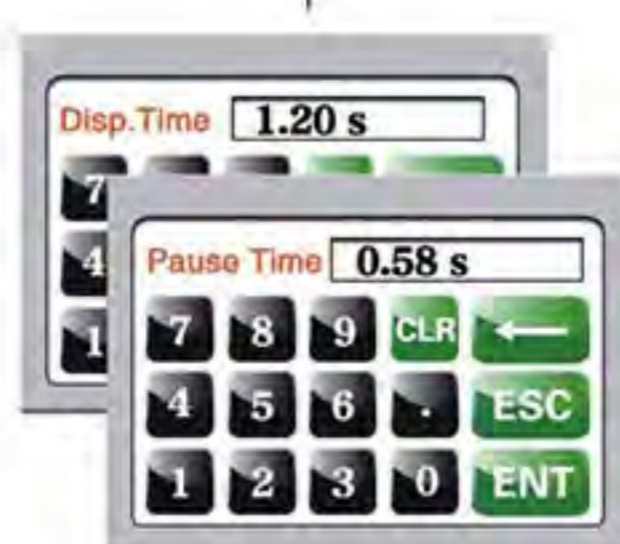 Disp.Time 1.20 s
7
4
1
Pause Time 0.58 s
7 8 9 CLR
4 5 6 . ESC
1 2 3 0 ENT